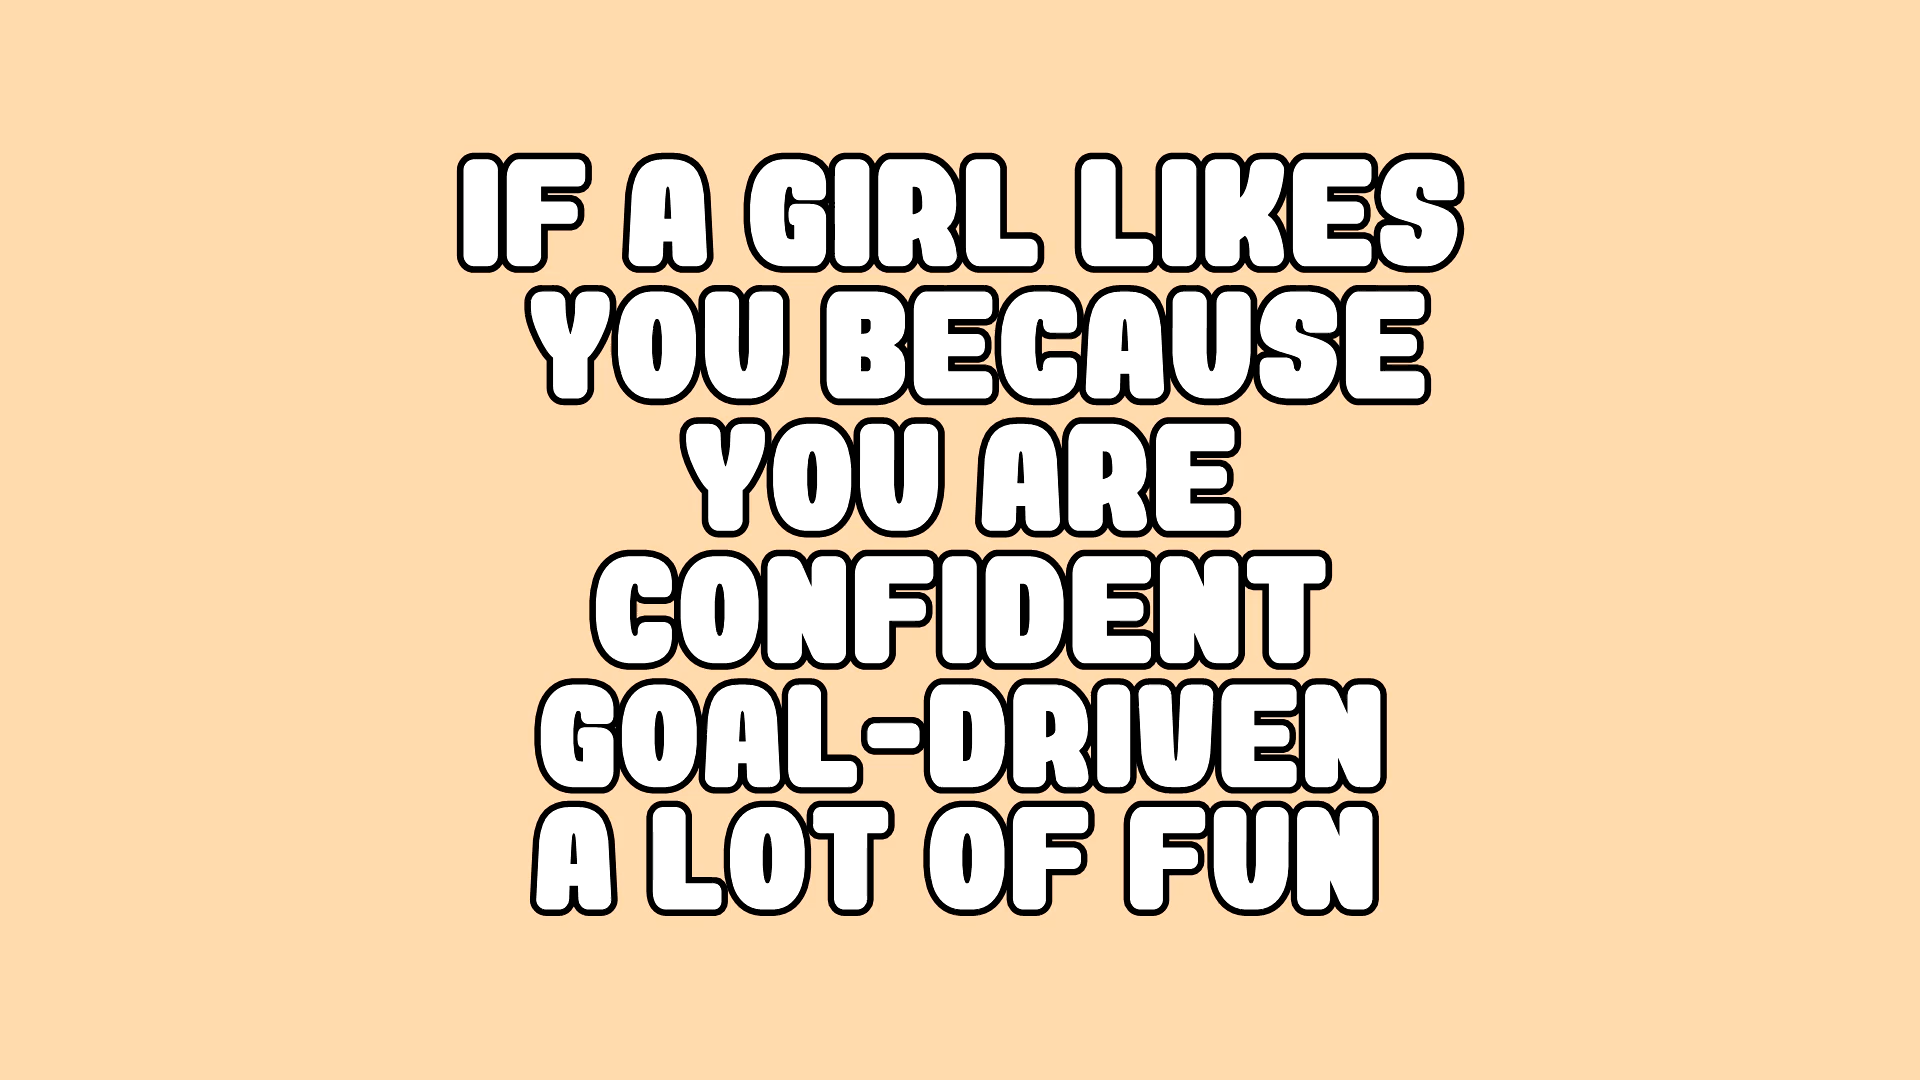 IF A GIRL LIKES
YOU BECAUSE
YOU ARE
CONFIDENT
GOAL-DRIVEN
A LOT OF FUN